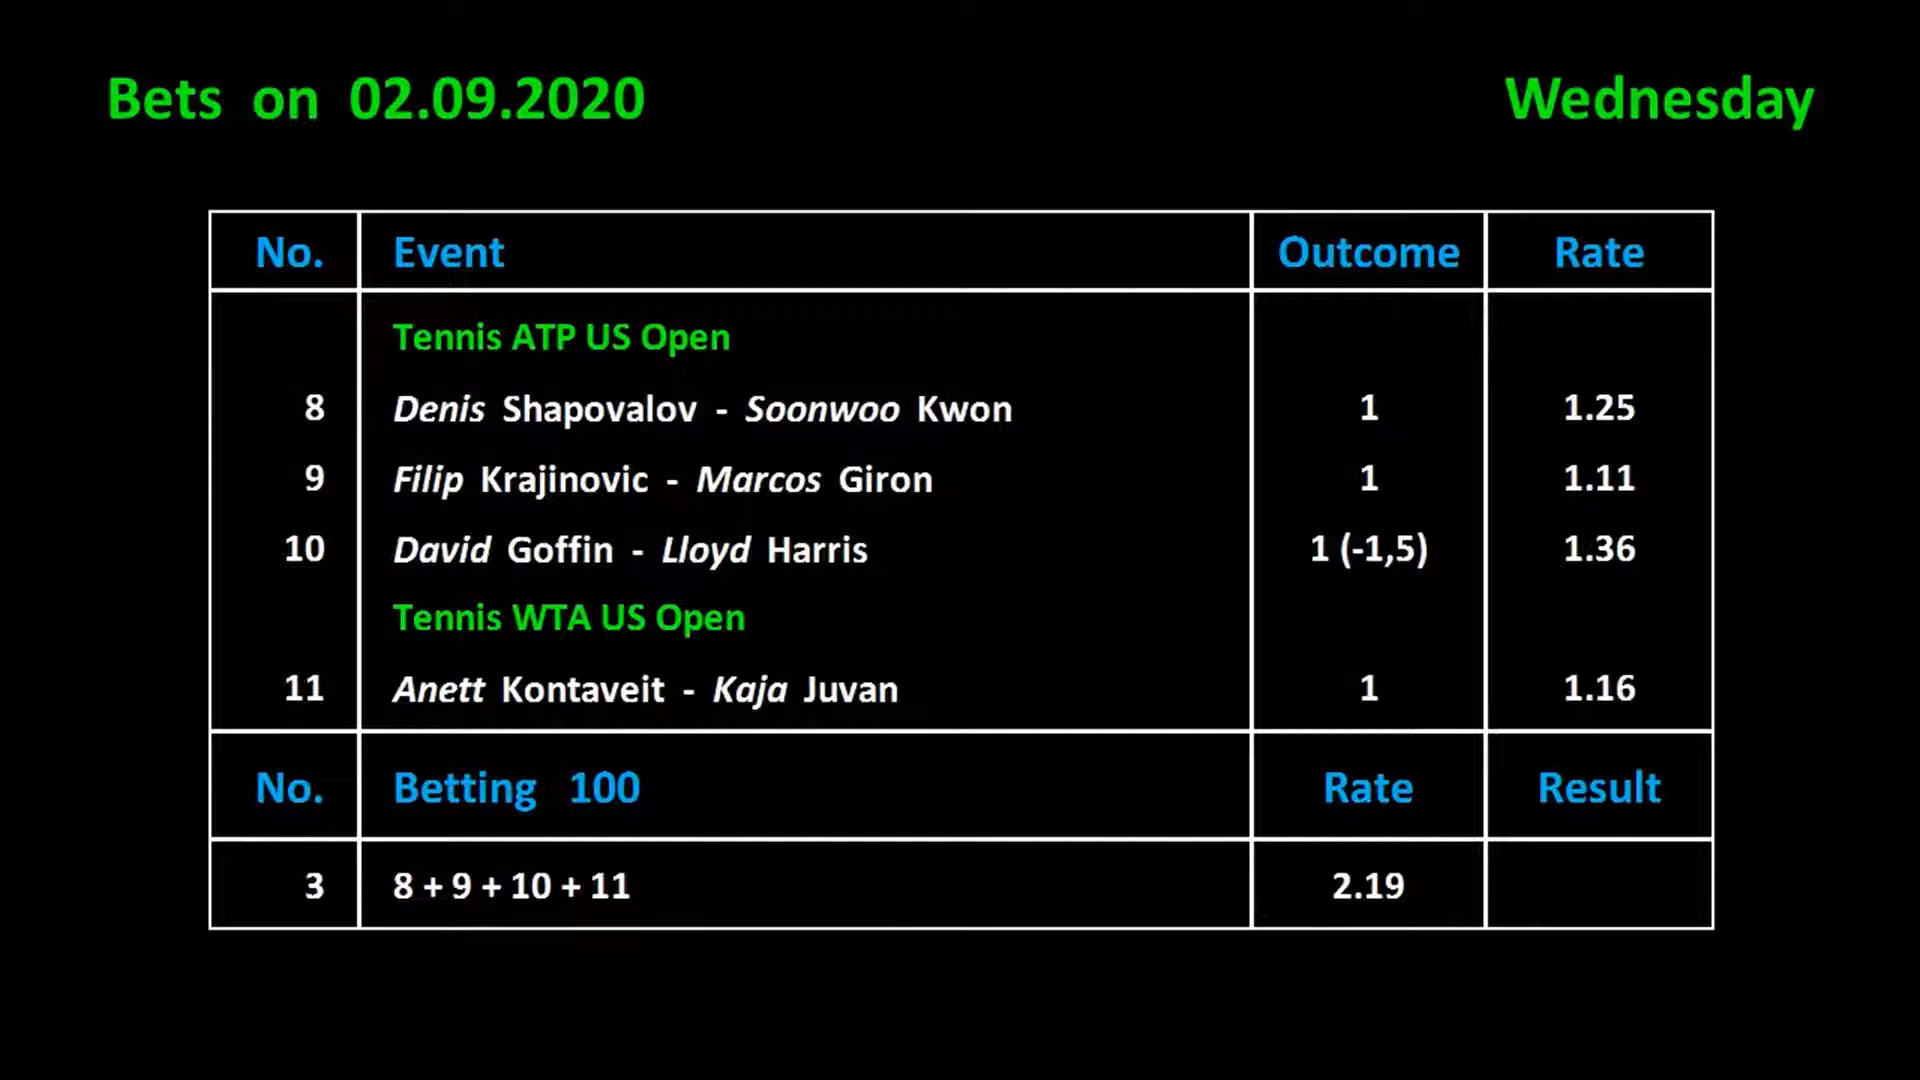 Bets on 02.09.2020 Wednesday
No. Event Outcome Rate
Tennis ATP US Open
8 Denis Shapovalov - Soonwoo Kwon 1 1.25
9 Filip Krajinovic - Marcos Giron 1 1.11
10 David Goffin - Lloyd Harris 1 (-1,5) 1.36
Tennis WTA US Open
11 Anett Kontaveit - Kaja Juvan 1 1.16
No. Betting 100 Rate Result
3 8 + 9 + 10 + 11 2.19